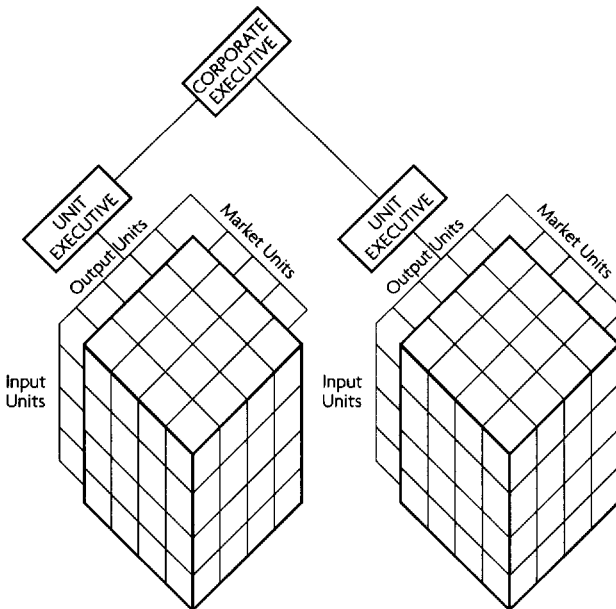 CORPORATE
EXECUTIVE
UNIT
EXECUTIVE
Output Units
Market Units
Input
Units
UNIT
EXECUTIVE
Output Units
Market Units
Input
Units